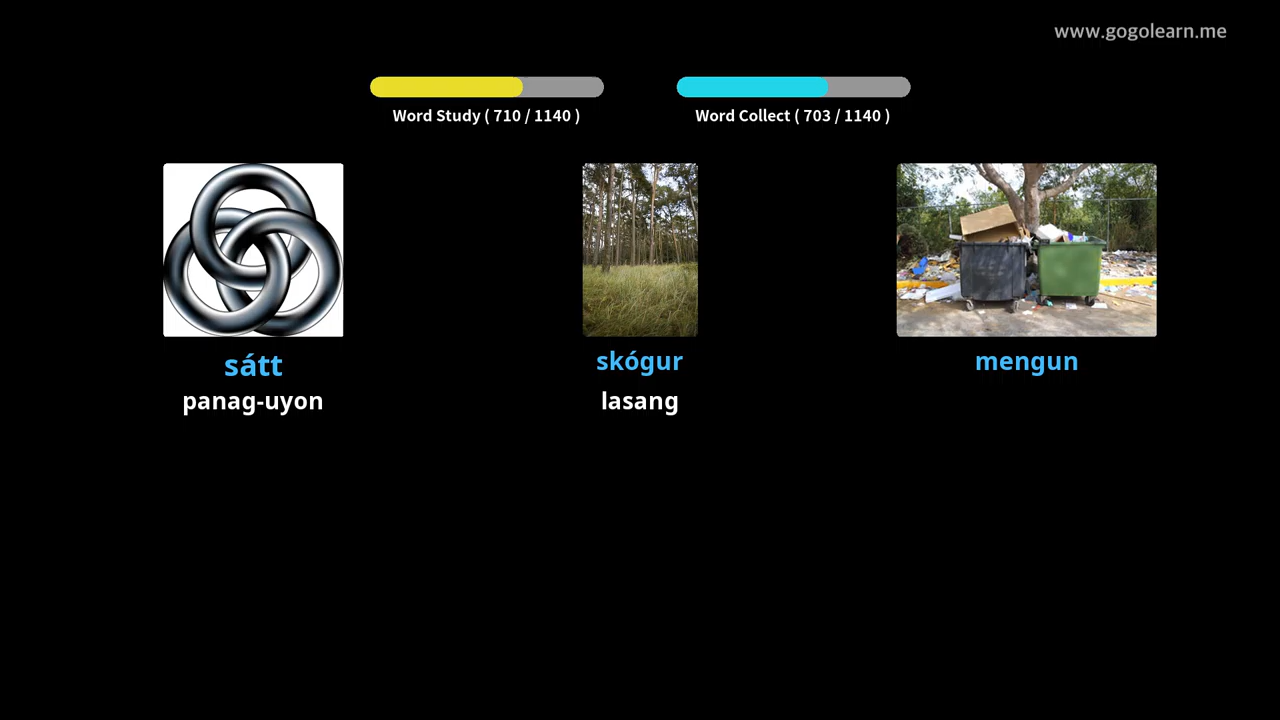 www.gogolearn.me
Word Study ( 710 / 1140 )
Word Collect ( 703 / 1140 )
sátt
panag-uyon
skógur
lasang
mengun